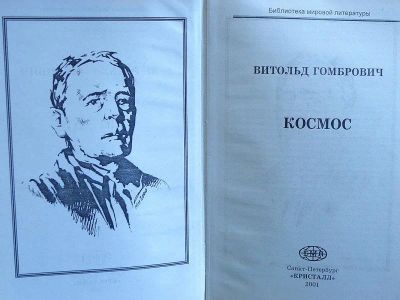 Библиотека мировой литературы
ВИТОЛЬД ГОМБРОВИЧ
КОСМОС
Санкт-Петербург
«КРИСТАЛЛ»
2001